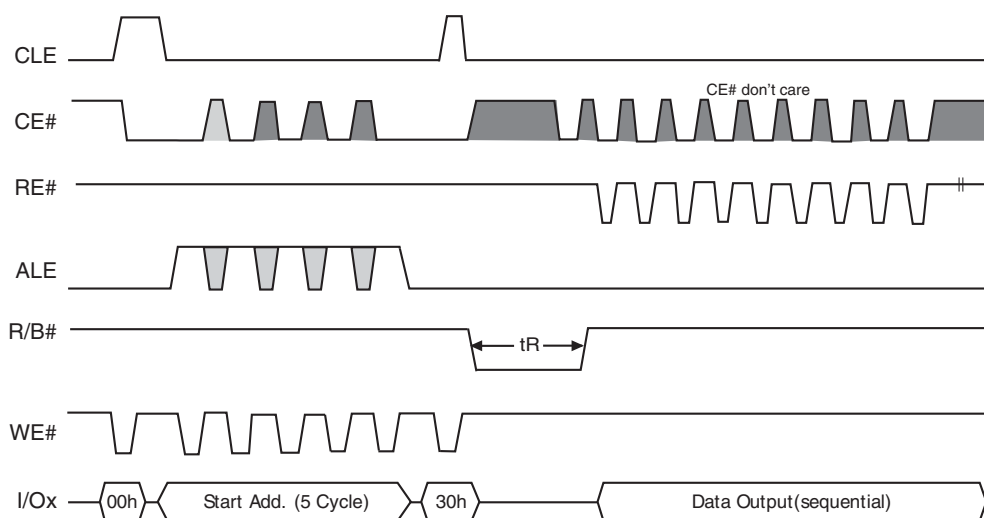 CLE
CE# don't care
CE#
RE#
ALE
R/B#
tR
WE#
I/Ox 00h Start Add. (5 Cycle) 30h Data Output(sequential)